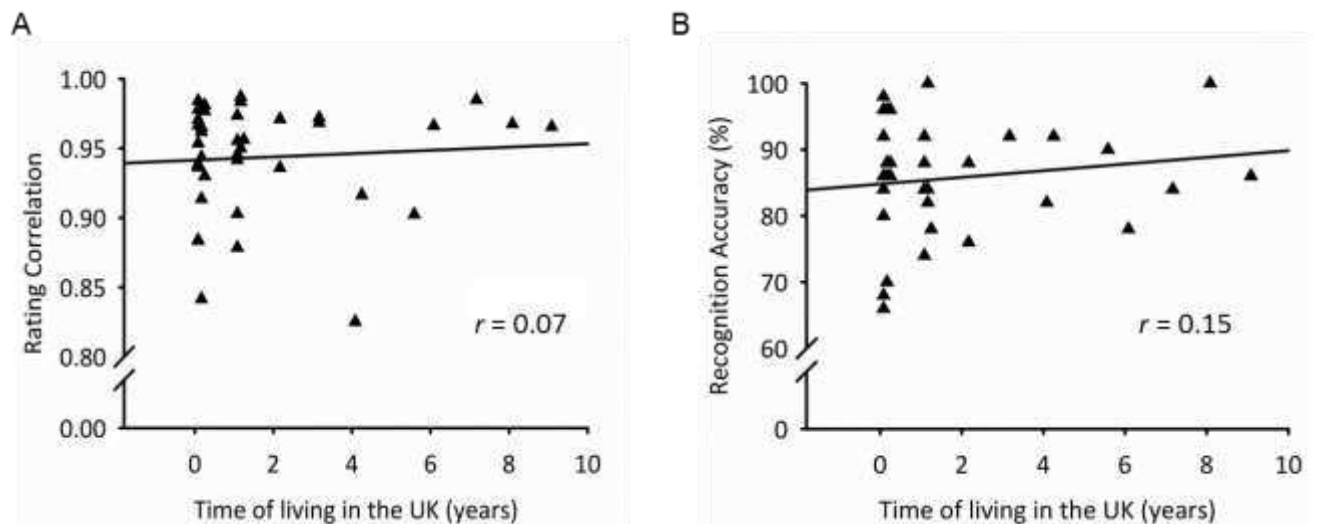 A
Rating Correlation
1.00
0.95
0.90
0.85
0.80
0.00
r = 0.07
0 2 4 6 8 10
Time of living in the UK (years)
B
Recognition Accuracy (%)
100
90
80
70
60
0
r = 0.15
0 2 4 6 8 10
Time of living in the UK (years)